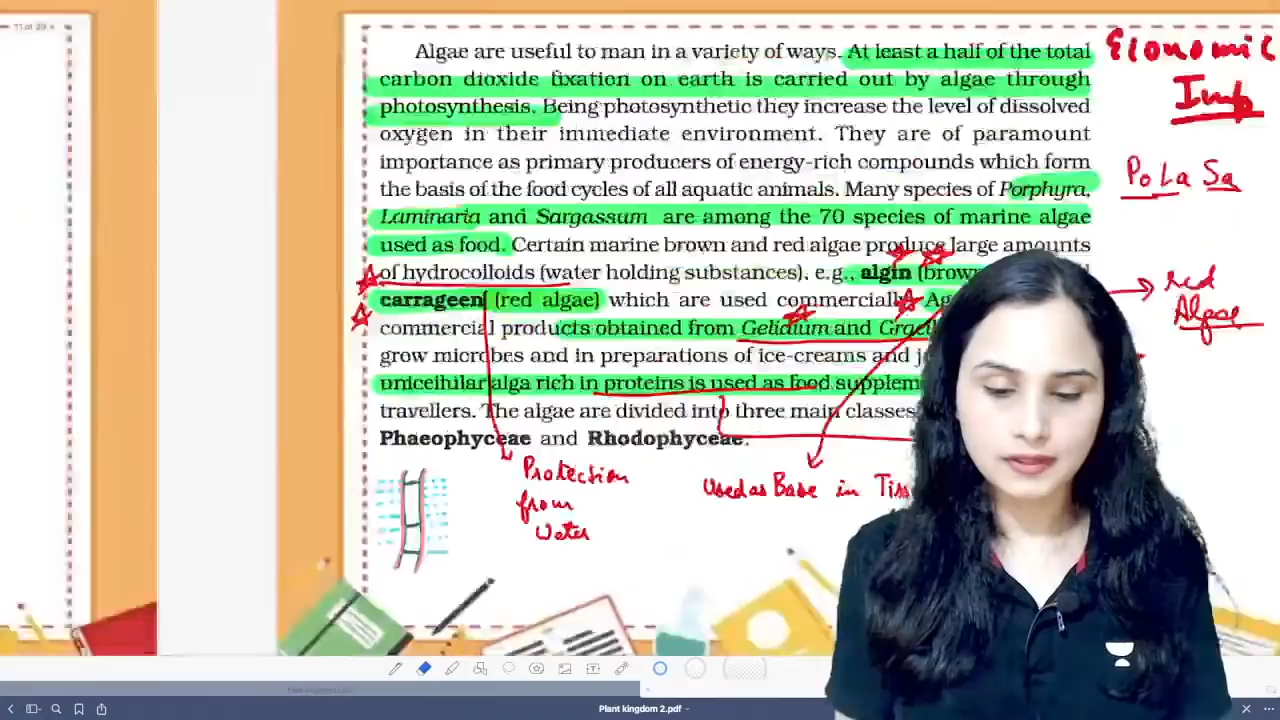 11 of 39
Algae are useful to man in a variety of ways. At least a half of the total
carbon dioxide fixation on earth is carried out by algae through
photosynthesis. Being photosynthetic they increase the level of dissolved
oxygen in their immediate environment. They are of paramount
importance as primary producers of energy-rich compounds which form
the basis of the food cycles of all aquatic animals. Many species of Porphyra,
Laminaria and Sargassum are among the 70 species of marine algae
used as food. Certain marine brown and red algae produce large amounts
of hydrocolloids (water holding substances), e.g., algin (brown
carrageen (red algae) which are used commercially
commercial products obtained from Gelidium and
grow microbes and in preparations of ice-creams and
unicellular alga rich in proteins is used as food
travellers. The algae are divided into three main classes
Phaeophyceae and Rhodophyceae.
Economic
Imp
Po La Sa
red
Algae
Protection
from
Water
Used as Base in
Plant kingdom 2.pdf